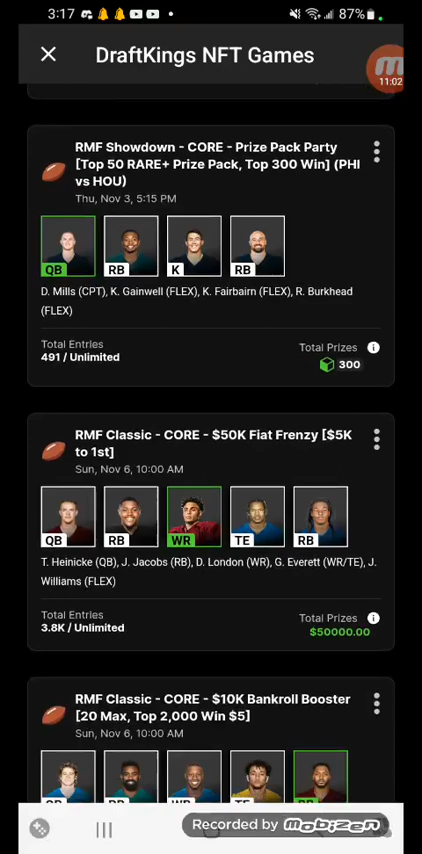 3:17
87%
DraftKings NFT Games
11:02
RMF Showdown - CORE - Prize Pack Party
[Top 50 RARE+ Prize Pack, Top 300 Win] (PHI
vs HOU)
Thu, Nov 3, 5:15 PM
QB RB K RB
D. Mills (CPT), K. Gainwell (FLEX), K. Fairbairn (FLEX), R. Burkhead
(FLEX)
Total Entries
491 / Unlimited
Total Prizes
300
RMF Classic - CORE - $50K Fiat Frenzy [$5K
to 1st]
Sun, Nov 6, 10:00 AM
QB RB WR TE RB
T. Heinicke (QB), J. Jacobs (RB), D. London (WR), G. Everett (WR/TE), J.
Williams (FLEX)
Total Entries
3.8K / Unlimited
Total Prizes
$50000.00
RMF Classic - CORE - $10K Bankroll Booster
[20 Max, Top 2,000 Win $5]
Sun, Nov 6, 10:00 AM
Recorded by Mobizen